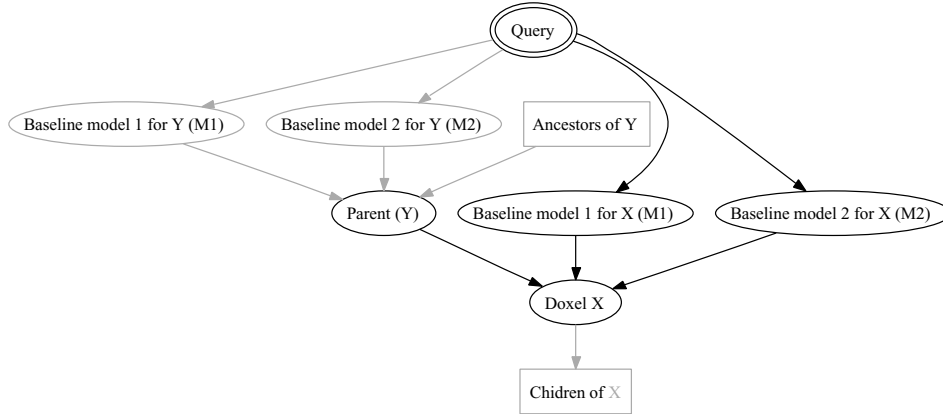 Query
Baseline model 1 for Y (M1)
Baseline model 2 for Y (M2)
Ancestors of Y
Parent (Y)
Baseline model 1 for X (M1)
Baseline model 2 for X (M2)
Doxel X
Chidren of X